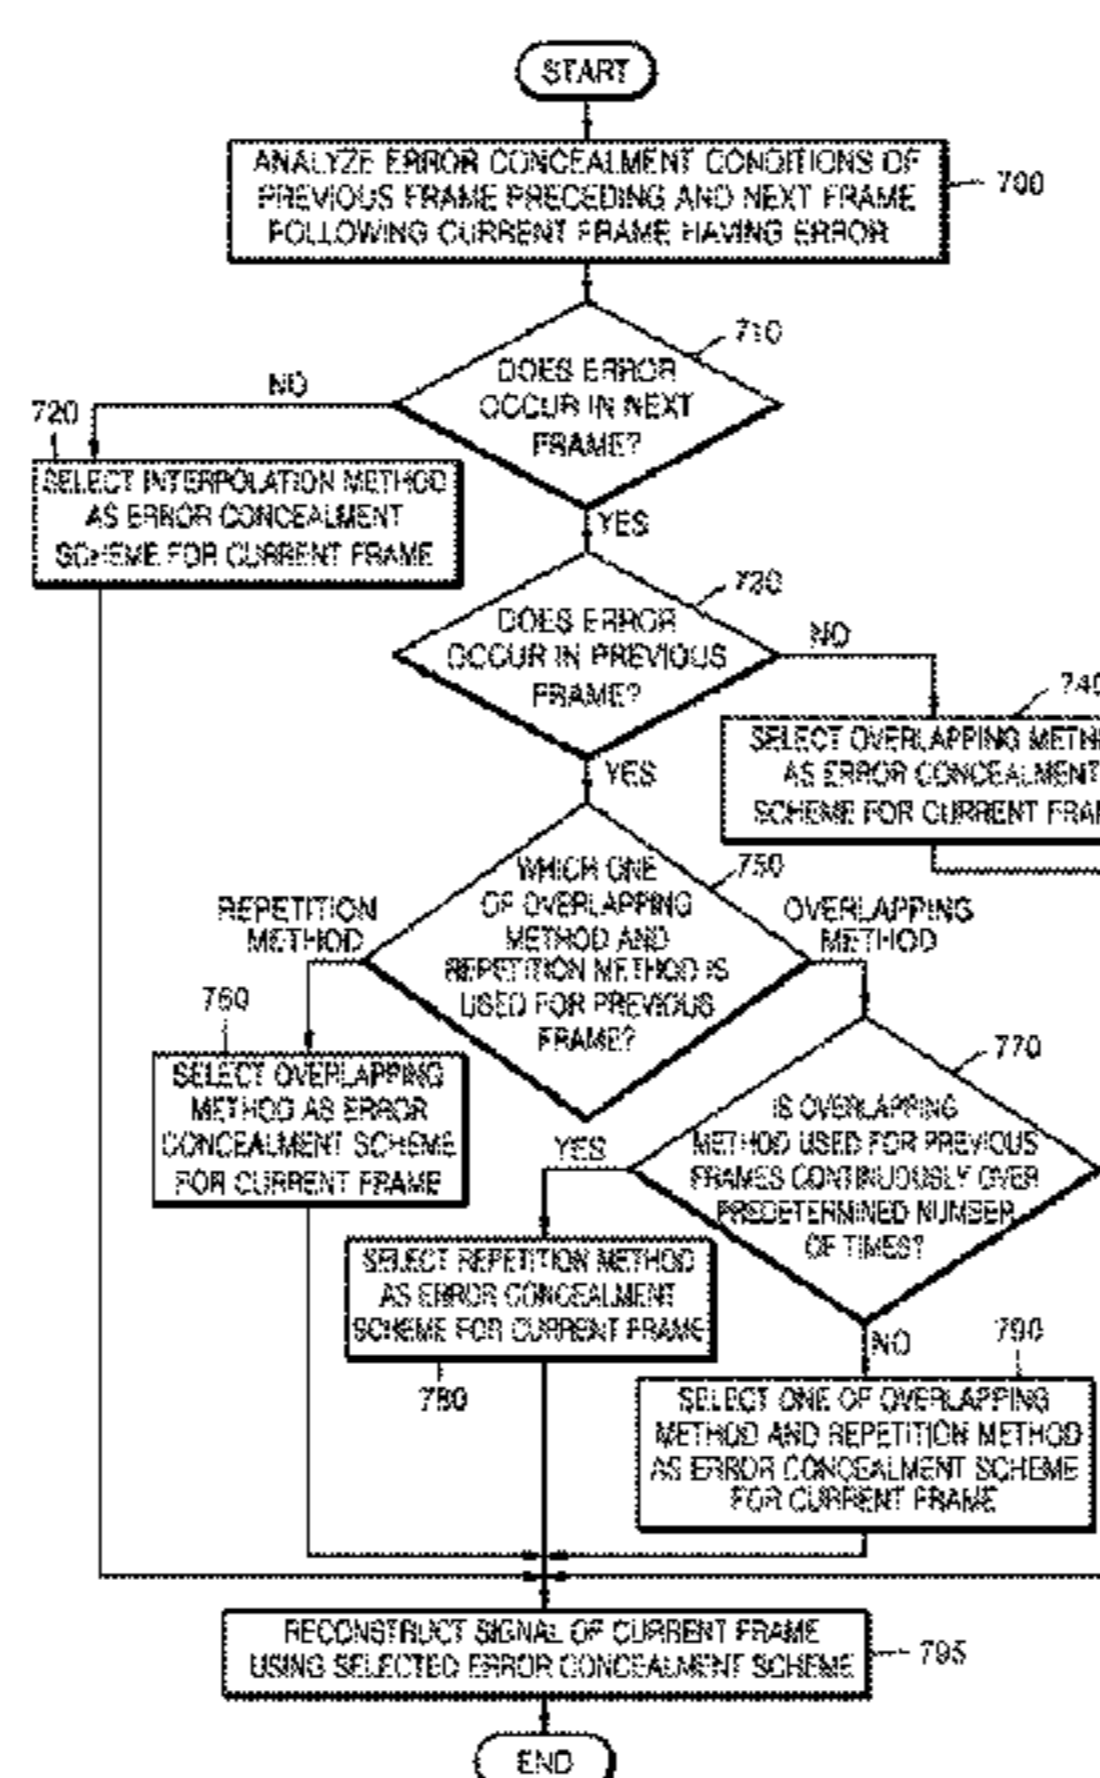 START
ANALYZE ERROR CONCEALMENT CONDITIONS OF
PREVIOUS FRAME PRECEDING AND NEXT FRAME
FOLLOWING CURRENT FRAME HAVING ERROR
700
710
DOES ERROR
OCCUR IN NEXT
FRAME?
NO
720
SELECT INTERPOLATION METHOD
AS ERROR CONCEALMENT
SCHEME FOR CURRENT FRAME
YES
730
DOES ERROR
OCCUR IN PREVIOUS
FRAME?
NO
740
SELECT OVERLAPPING
AS ERROR CONCEALMENT
SCHEME FOR CURRENT
YES
750
WHICH ONE
OF OVERLAPPING
METHOD AND
REPETITION METHOD IS
USED FOR PREVIOUS
FRAME?
REPETITION
METHOD
OVERLAPPING
METHOD
760
SELECT OVERLAPPING
METHOD AS ERROR
CONCEALMENT SCHEME
FOR CURRENT FRAME
770
IS OVERLAPPING
METHOD USED FOR PREVIOUS
FRAMES CONTINUOUSLY OVER
PREDETERMINED NUMBER
OF TIMES?
YES
SELECT REPETITION METHOD
AS ERROR CONCEALMENT
SCHEME FOR CURRENT FRAME
780
NO
790
SELECT ONE OF OVERLAPPING
METHOD AND REPETITION METHOD
AS ERROR CONCEALMENT SCHEME
FOR CURRENT FRAME
RECONSTRUCT SIGNAL OF CURRENT FRAME
USING SELECTED ERROR CONCEALMENT SCHEME
795
END